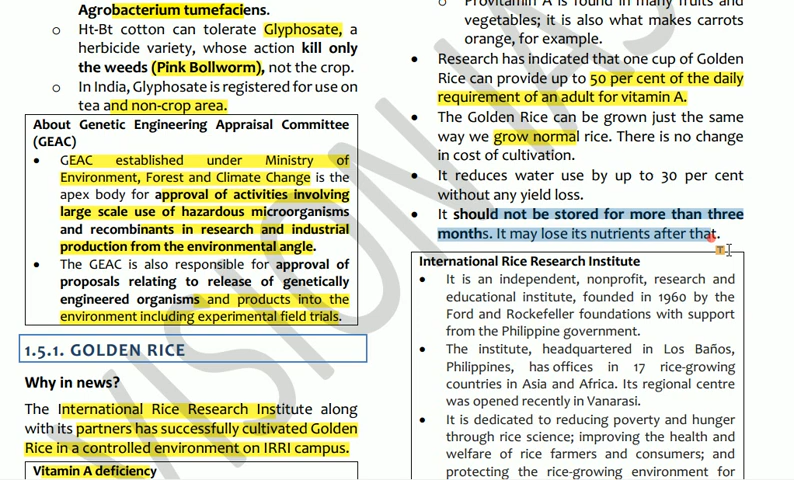 Agrobacterium tumefaciens.
o Ht-Bt cotton can tolerate Glyphosate, a
herbicide variety, whose action kill only
the weeds (Pink Bollworm), not the crop.
o In India, Glyphosate is registered for use on
tea and non-crop area.
About Genetic Engineering Appraisal Committee
(GEAC)
• GEAC established under Ministry of
Environment, Forest and Climate Change is the
apex body for approval of activities involving
large scale use of hazardous microorganisms
and recombinants in research and industrial
production from the environmental angle.
• The GEAC is also responsible for approval of
proposals relating to release of genetically
engineered organisms and products into the
environment including experimental field trials.
1.5.1. GOLDEN RICE
Why in news?
The International Rice Research Institute along
with its partners has successfully cultivated Golden
Rice in a controlled environment on IRRI campus.
Vitamin A deficiency
o Provitamin A is found in many fruits and
vegetables; it is also what makes carrots
orange, for example.
• Research has indicated that one cup of Golden
Rice can provide up to 50 per cent of the daily
requirement of an adult for vitamin A.
• The Golden Rice can be grown just the same
way we grow normal rice. There is no change
in cost of cultivation.
• It reduces water use by up to 30 per cent
without any yield loss.
• It should not be stored for more than three
months. It may lose its nutrients after that.
International Rice Research Institute
• It is an independent, nonprofit, research and
educational institute, founded in 1960 by the
Ford and Rockefeller foundations with support
from the Philippine government.
• The institute, headquartered in Los Baños,
Philippines, has offices in 17 rice-growing
countries in Asia and Africa. Its regional centre
was opened recently in Vanarasi.
• It is dedicated to reducing poverty and hunger
through rice science; improving the health and
welfare of rice farmers and consumers; and
protecting the rice-growing environment for
VISION IAS